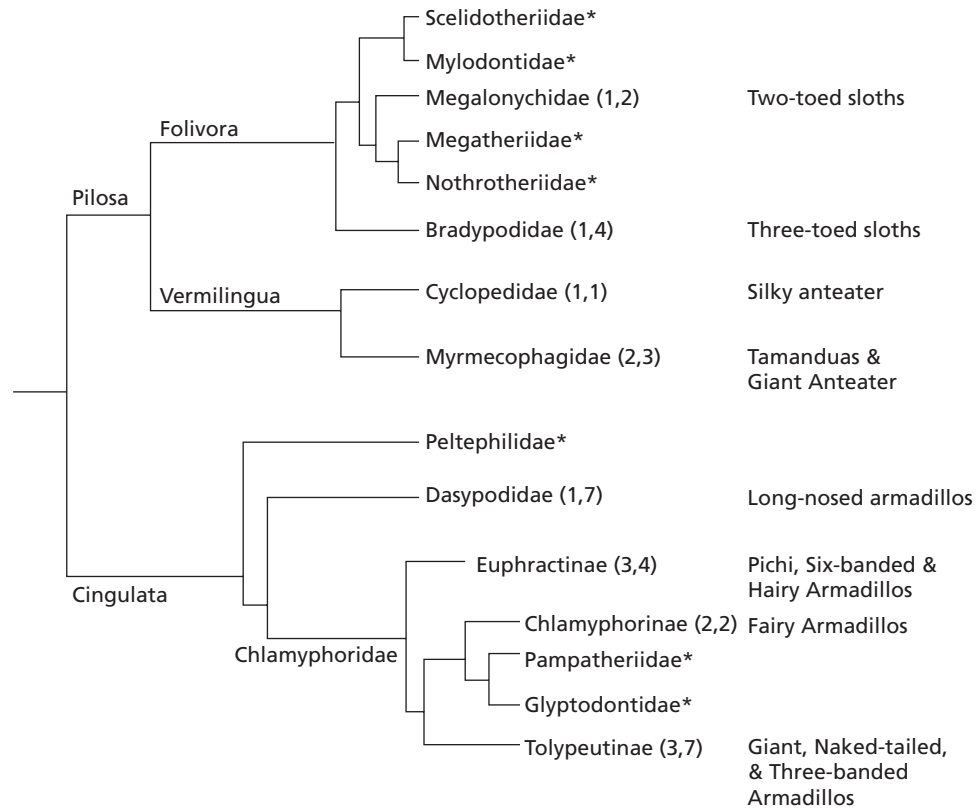 Scelidotheriidae*
Mylodontidae*
Megalonychidae (1,2) Two-toed sloths
Folivora
Megatheriidae*
Nothrotheriidae*
Pilosa
Bradypodidae (1,4) Three-toed sloths
Vermilingua
Cyclopedidae (1,1) Silky anteater
Myrmecophagidae (2,3) Tamanduas &
Giant Anteater
Peltephilidae*
Dasypodidae (1,7) Long-nosed armadillos
Euphractinae (3,4) Pichi, Six-banded &
Hairy Armadillos
Cingulata
Chlamyphorinae (2,2) Fairy Armadillos
Chlamyphoridae
Pampatheriidae*
Glyptodontidae*
Tolypeutinae (3,7) Giant, Naked-tailed,
& Three-banded
Armadillos